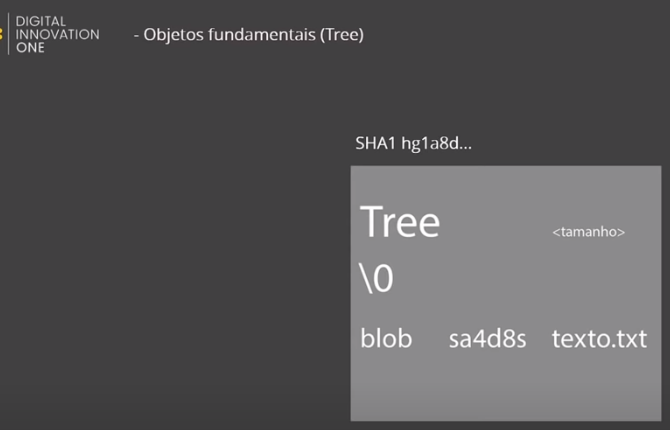 DIGITAL
INNOVATION
ONE
- Objetos fundamentais (Tree)
SHA1 hg1a8d...
Tree <tamanho>
\0
blob sa4d8s texto.txt